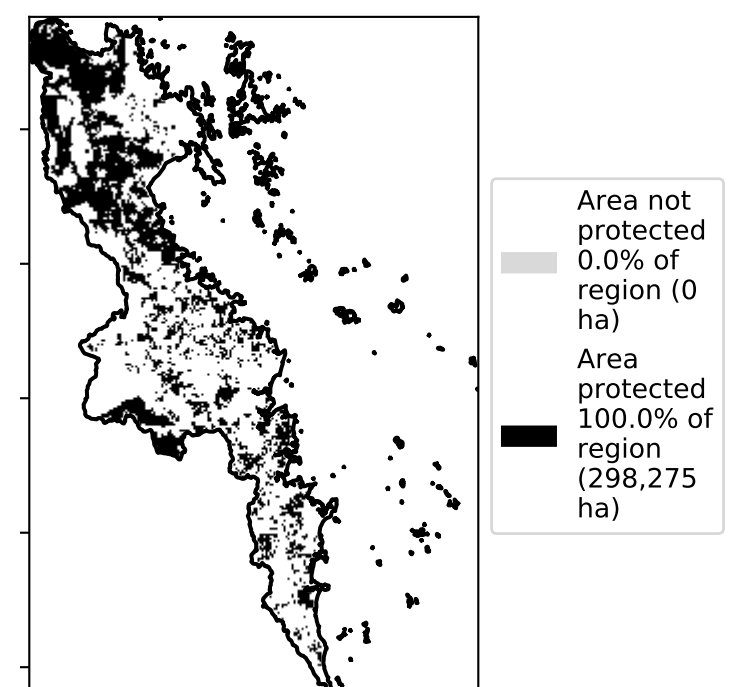 Area not
protected
0.0% of
region (0
ha)
Area
protected
100.0% of
region
(298,275
ha)